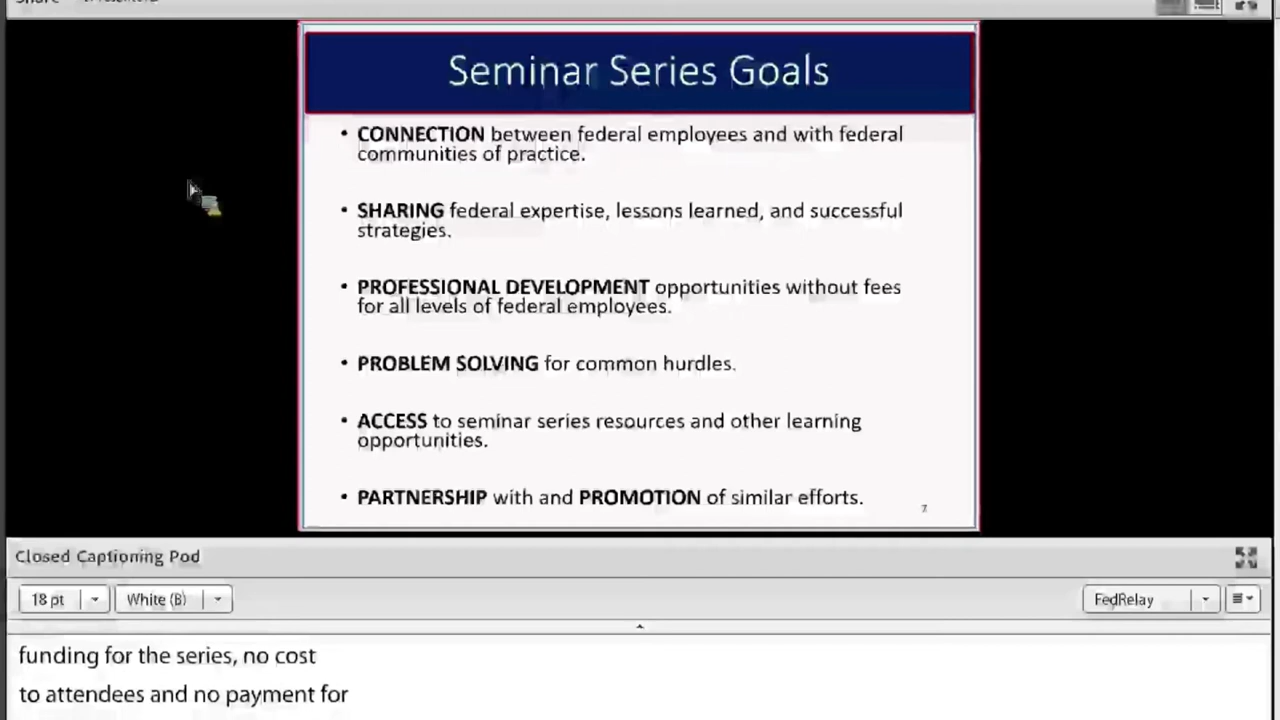 Seminar Series Goals
• CONNECTION between federal employees and with federal
communities of practice.
• SHARING federal expertise, lessons learned, and successful
strategies.
• PROFESSIONAL DEVELOPMENT opportunities without fees
for all levels of federal employees.
• PROBLEM SOLVING for common hurdles.
• ACCESS to seminar series resources and other learning
opportunities.
• PARTNERSHIP with and PROMOTION of similar efforts.
7
Closed Captioning Pod
18 pt
White (B)
FedRelay
funding for the series, no cost
to attendees and no payment for